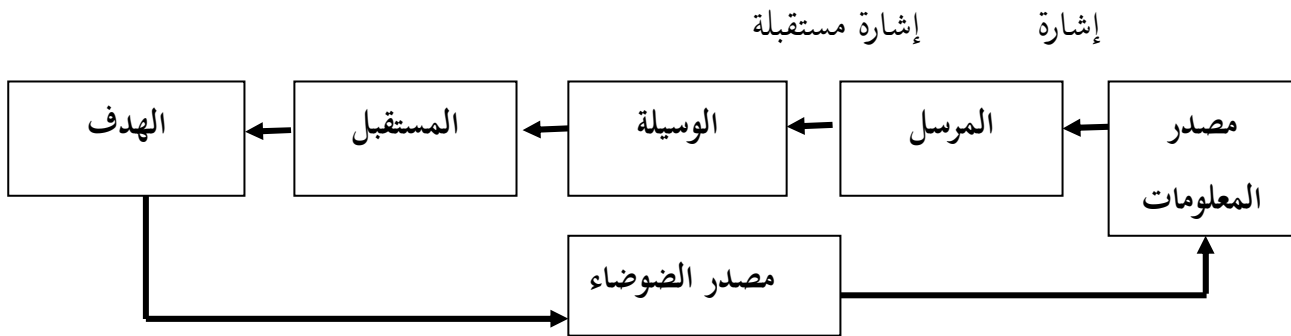 إشارة إشارة مستقبلة
مصدر المعلومات
المرسل
الوسيلة
المستقبل
الهدف
مصدر الضوضاء